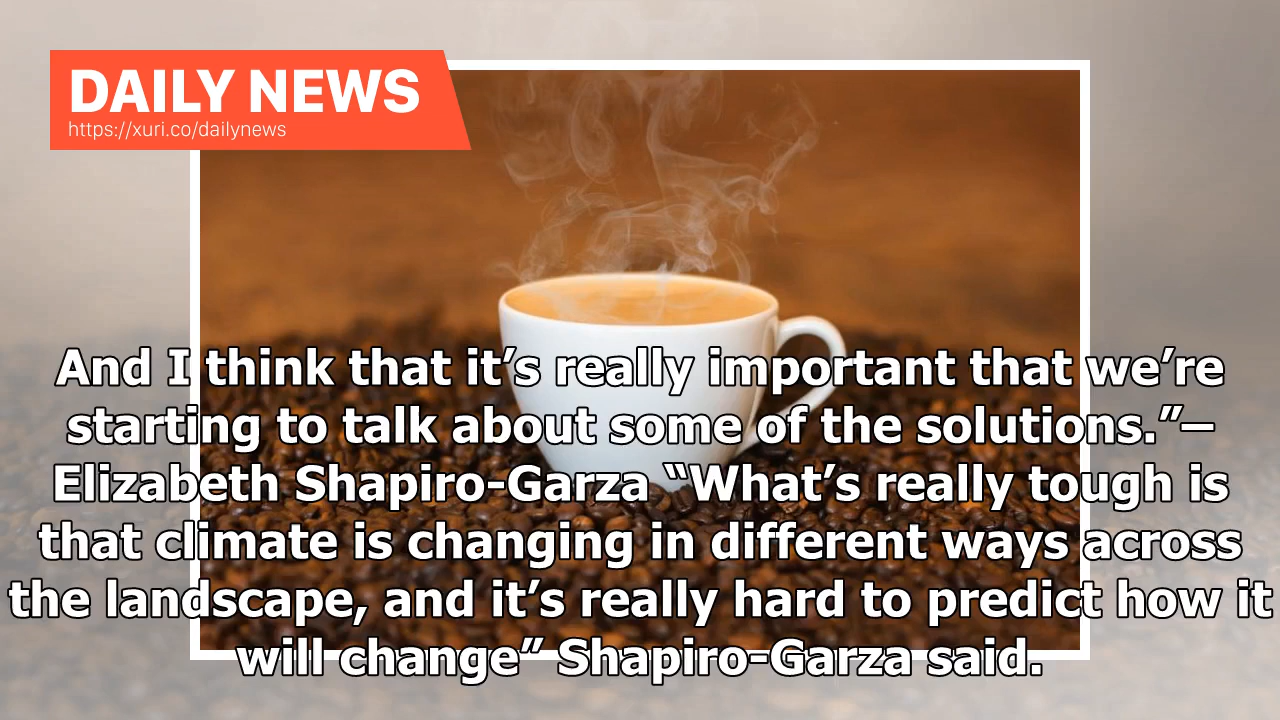 DAILY NEWS
https://xuri.co/dailynews
And I think that it’s really important that we’re
starting to talk about some of the solutions.”—
Elizabeth Shapiro-Garza “What’s really tough is
that climate is changing in different ways across
the landscape, and it’s really hard to predict how it
will change” Shapiro-Garza said.